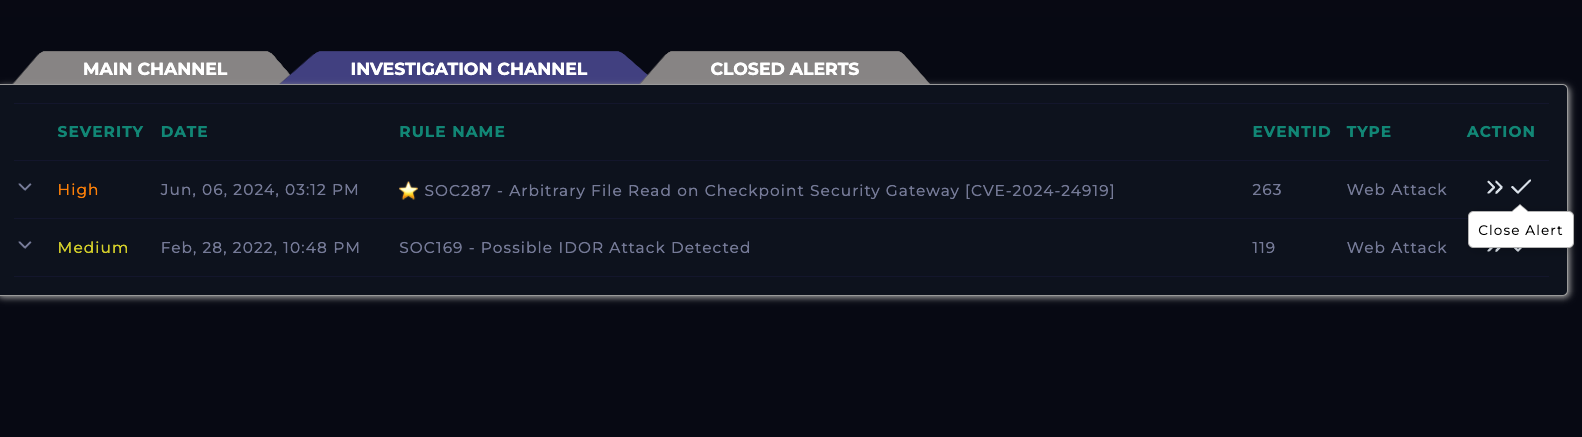 MAIN CHANNEL INVESTIGATION CHANNEL CLOSED ALERTS
SEVERITY DATE RULE NAME EVENTID TYPE ACTION
High Jun, 06, 2024, 03:12 PM SOC287 - Arbitrary File Read on Checkpoint Security Gateway [CVE-2024-24919] 263 Web Attack
Close Alert
Medium Feb, 28, 2022, 10:48 PM SOC169 - Possible IDOR Attack Detected 119 Web Attack